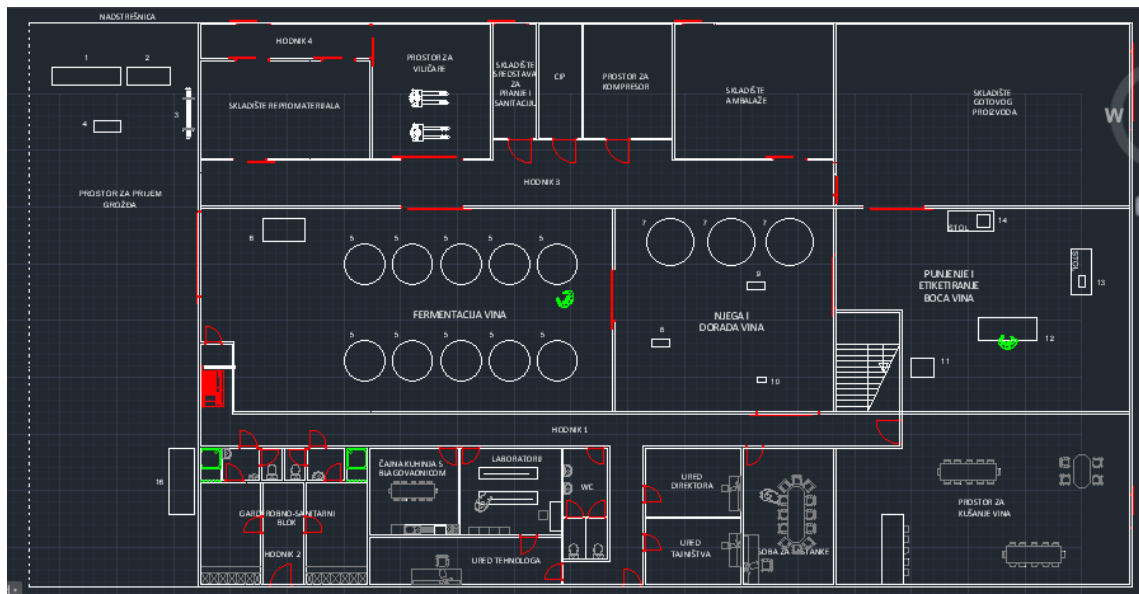 NADSTREŠNICA
1
2
3
4
PROSTOR ZA PRIJEM
GROŽĐA
HODNIK 4
SKLADIŠTE REPROMATERIJALA
PROSTOR ZA
VILIČARE
SKLADIŠTE
SREDSTAVA
ZA
PRANJE I
SANITACIJU
CIP
PROSTOR ZA
KOMPRESOR
SKLADIŠTE
AMBALAŽE
SKLADIŠTE
GOTOVOG
PROIZVODA
W
HODNIK 3
6
5
5
5
5
5
FERMENTACIJA VINA
5
5
5
5
5
7
7
7
9
NJEGA I
DORADA VINA
8
10
STOL
14
STOL
13
PUNJENJE I
ETIKETIRANJE
BOCA VINA
12
11
HODNIK 1
16
GARDEROBNO-SANITARNI
BLOK
HODNIK 2
ČAJNA KUHINJA S
BLAGOVAONICOM
LABORATORIJ
WC
URED TEHNOLOGA
URED
DIREKTORA
URED
TAJNIŠTVA
SOBA ZA SASTANKE
PROSTOR ZA
KUŠANJE VINA